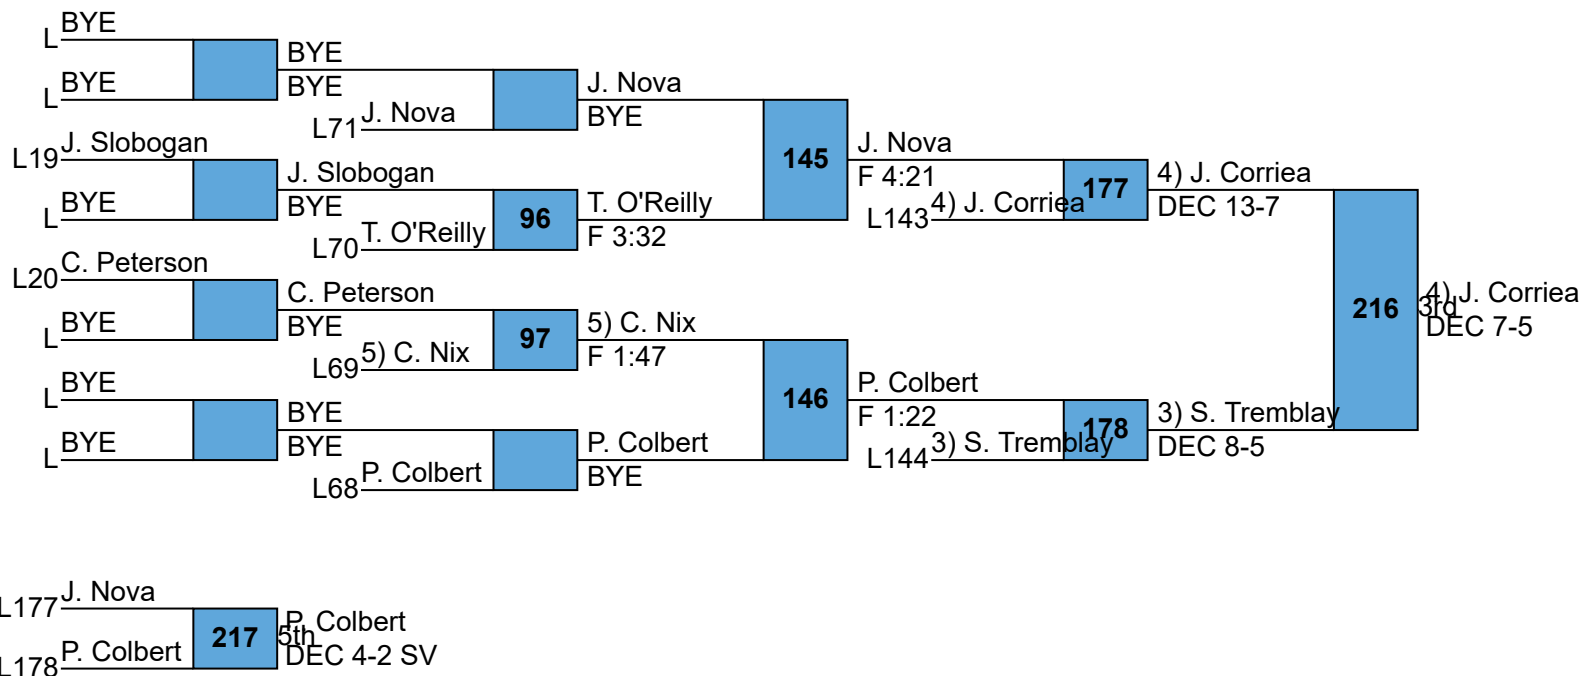 BYE
L
BYE
BYE
BYE
L
J. Nova
J. Nova
L71
BYE
J. Slobogan
L19
145
J. Nova
J. Slobogan
F 4:21
177
4) J. Corriea
BYE
L
BYE
96
T. O'Reilly
4) J. Corriea
L143
DEC 13-7
T. O'Reilly
L70
F 3:32
C. Peterson
L20
C. Peterson
4) J. Corriea
216
3rd
BYE
L
BYE
97
5) C. Nix
DEC 7-5
5) C. Nix
L69
F 1:47
BYE
L
146
P. Colbert
BYE
F 1:22
178
3) S. Tremblay
BYE
L
BYE
P. Colbert
3) S. Tremblay
L144
DEC 8-5
P. Colbert
L68
BYE
J. Nova
L177
217
5th
P. Colbert
P. Colbert
L178
DEC 4-2 SV